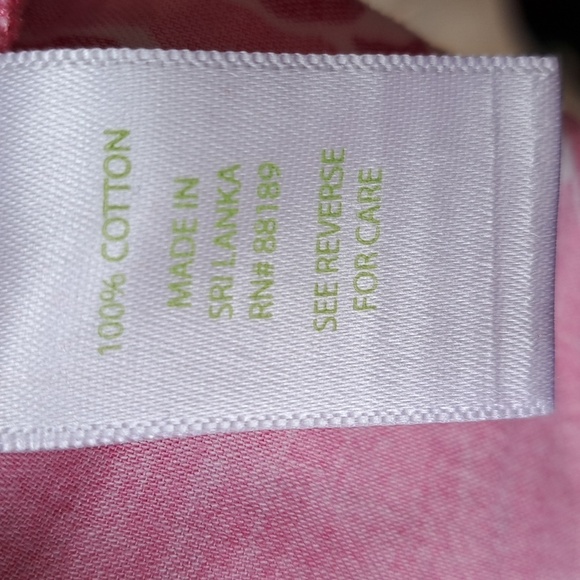 100% COTTON
MADE IN
SRI LANKA
RN# 88189
SEE REVERSE
FOR CARE